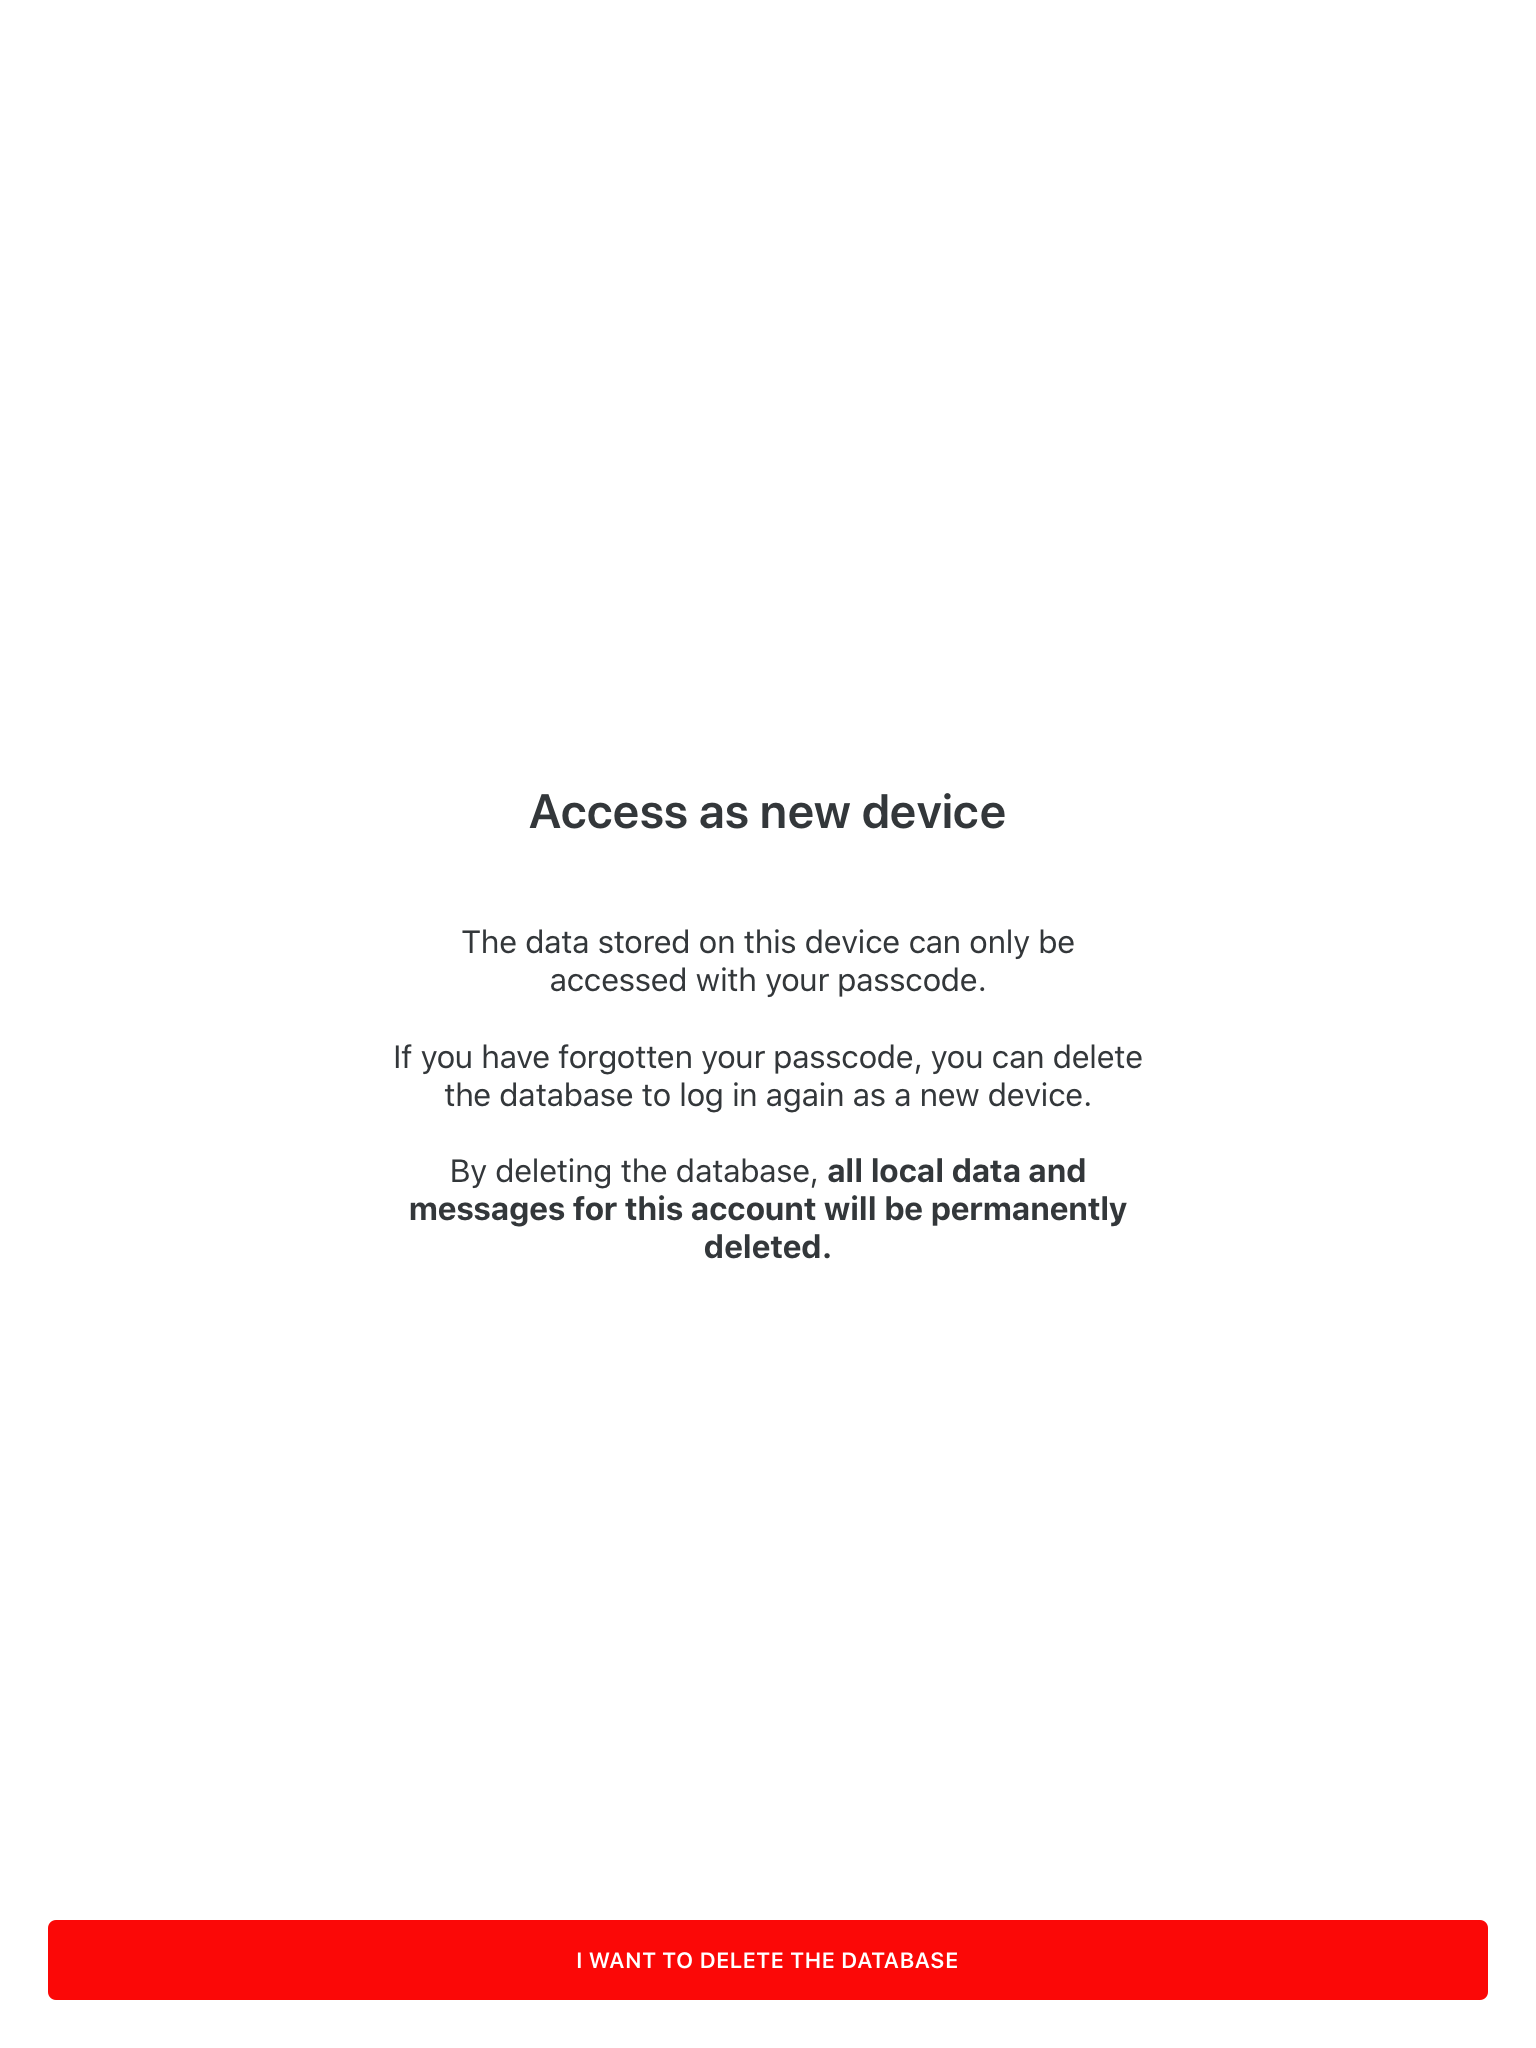 Access as new device
The data stored on this device can only be
accessed with your passcode.
If you have forgotten your passcode, you can delete
the database to log in again as a new device.
By deleting the database, all local data and
messages for this account will be permanently
deleted.
I WANT TO DELETE THE DATABASE